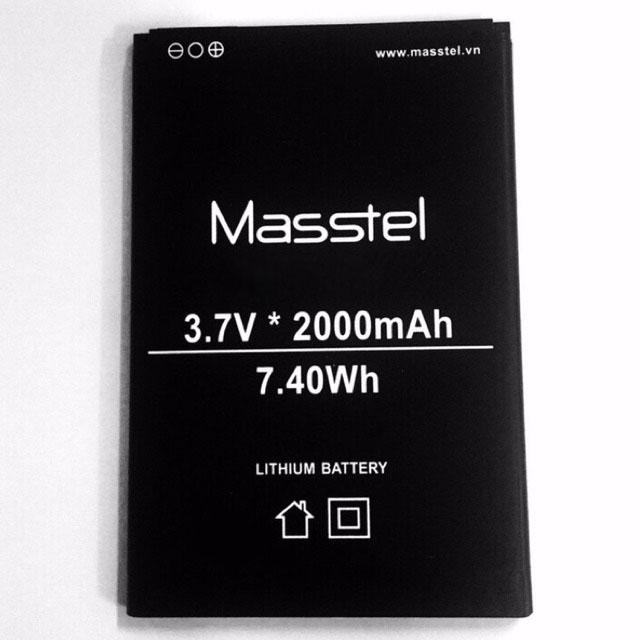 www.masstel.vn
Masstel
3.7V * 2000mAh
7.40Wh
LITHIUM BATTERY